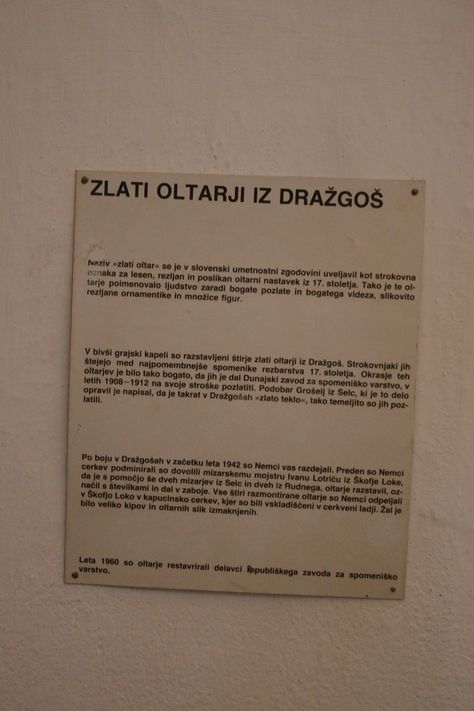 ZLATI OLTARJI IZ DRAŽGOŠ
Naziv »zlati oltar« se je v slovenski umetnostni zgodovini uveljavil kot strokovna
oznaka za lesen, rezljan in poslikan oltarni nastavek iz 17. stoletja. Tako je te ol-
tarje poimenovalo ljudstvo zaradi bogate pozlate in bogatega videza, slikovito
rezljane ornamentike in množice figur.
V bivši grajski kapeli so razstavljeni štirje zlati oltarji iz Dražgoš. Strokovnjaki jih
štejejo med najpomembnejše spomenike rezbarstva 17. stoletja. Okrasje teh
oltarjev je bilo tako bogato, da jih je dal Dunajski zavod za spomeniško varstvo, v
letih 1908–1912 na svoje stroške pozlatiti. Podobar Grošelj iz Selc, ki je to delo
opravil je napisal, da je takrat v Dražgošah »zlato teklo«, tako temeljito so jih poz-
latili.
Po boju v Dražgošah v začetku leta 1942 so Nemci vas razdejali. Preden so Nemci
cerkev podminirali so dovolili mizarskemu mojstru Ivanu Lotriču iz Škofje Loke,
da je s pomočjo še dveh mizarjev iz Selc in dveh iz Rudnega, oltarje razstavil, oz-
načil s številkami in dal v zaboje. Vse štiri razmontirane oltarje so Nemci odpeljali
v Škofjo Loko v kapucinsko cerkev, kjer so bili vskladiščeni v cerkveni ladji. Žal je
bilo veliko kipov in oltarnih slik izmaknjenih.
Leta 1960 so oltarje restavrirali delavci Republiškega zavoda za spomeniško
varstvo.